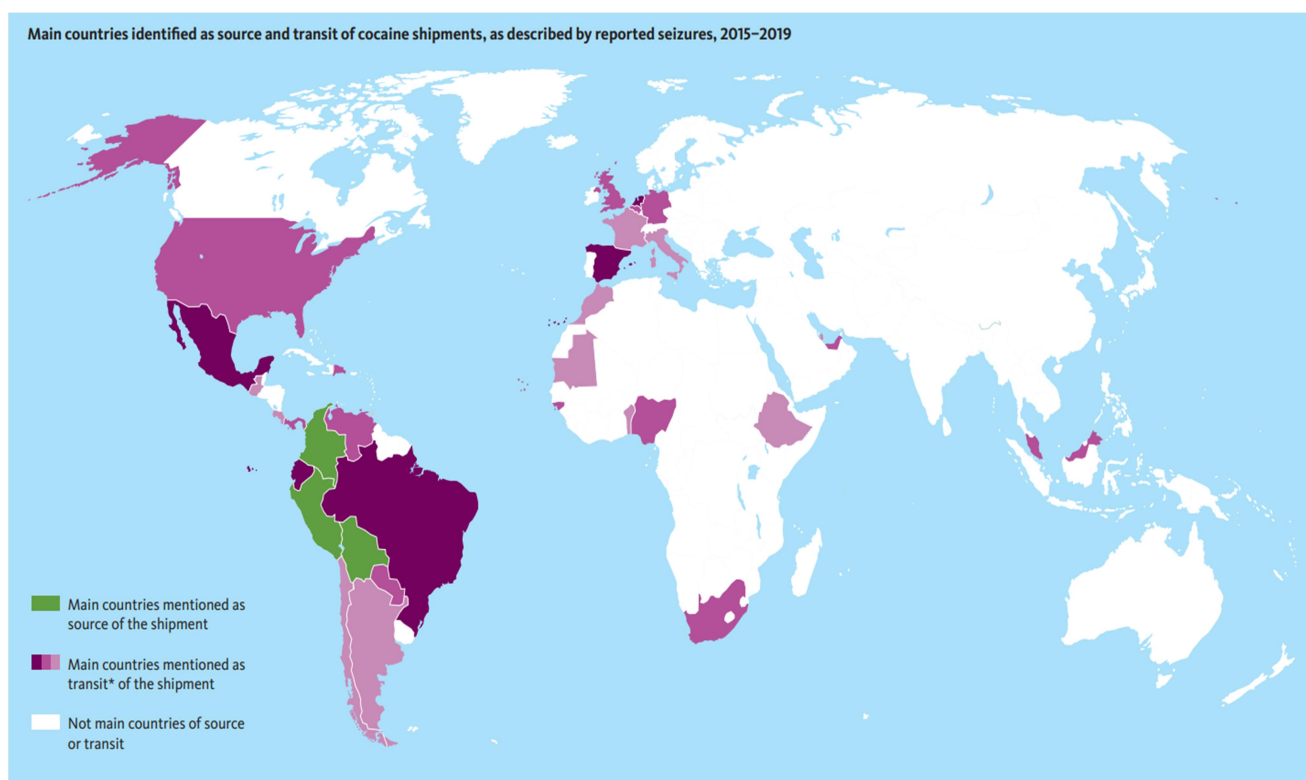 Main countries identified as source and transit of cocaine shipments, as described by reported seizures, 2015–2019
Main countries mentioned as
source of the shipment
Main countries mentioned as
transit* of the shipment
Not main countries of source
or transit